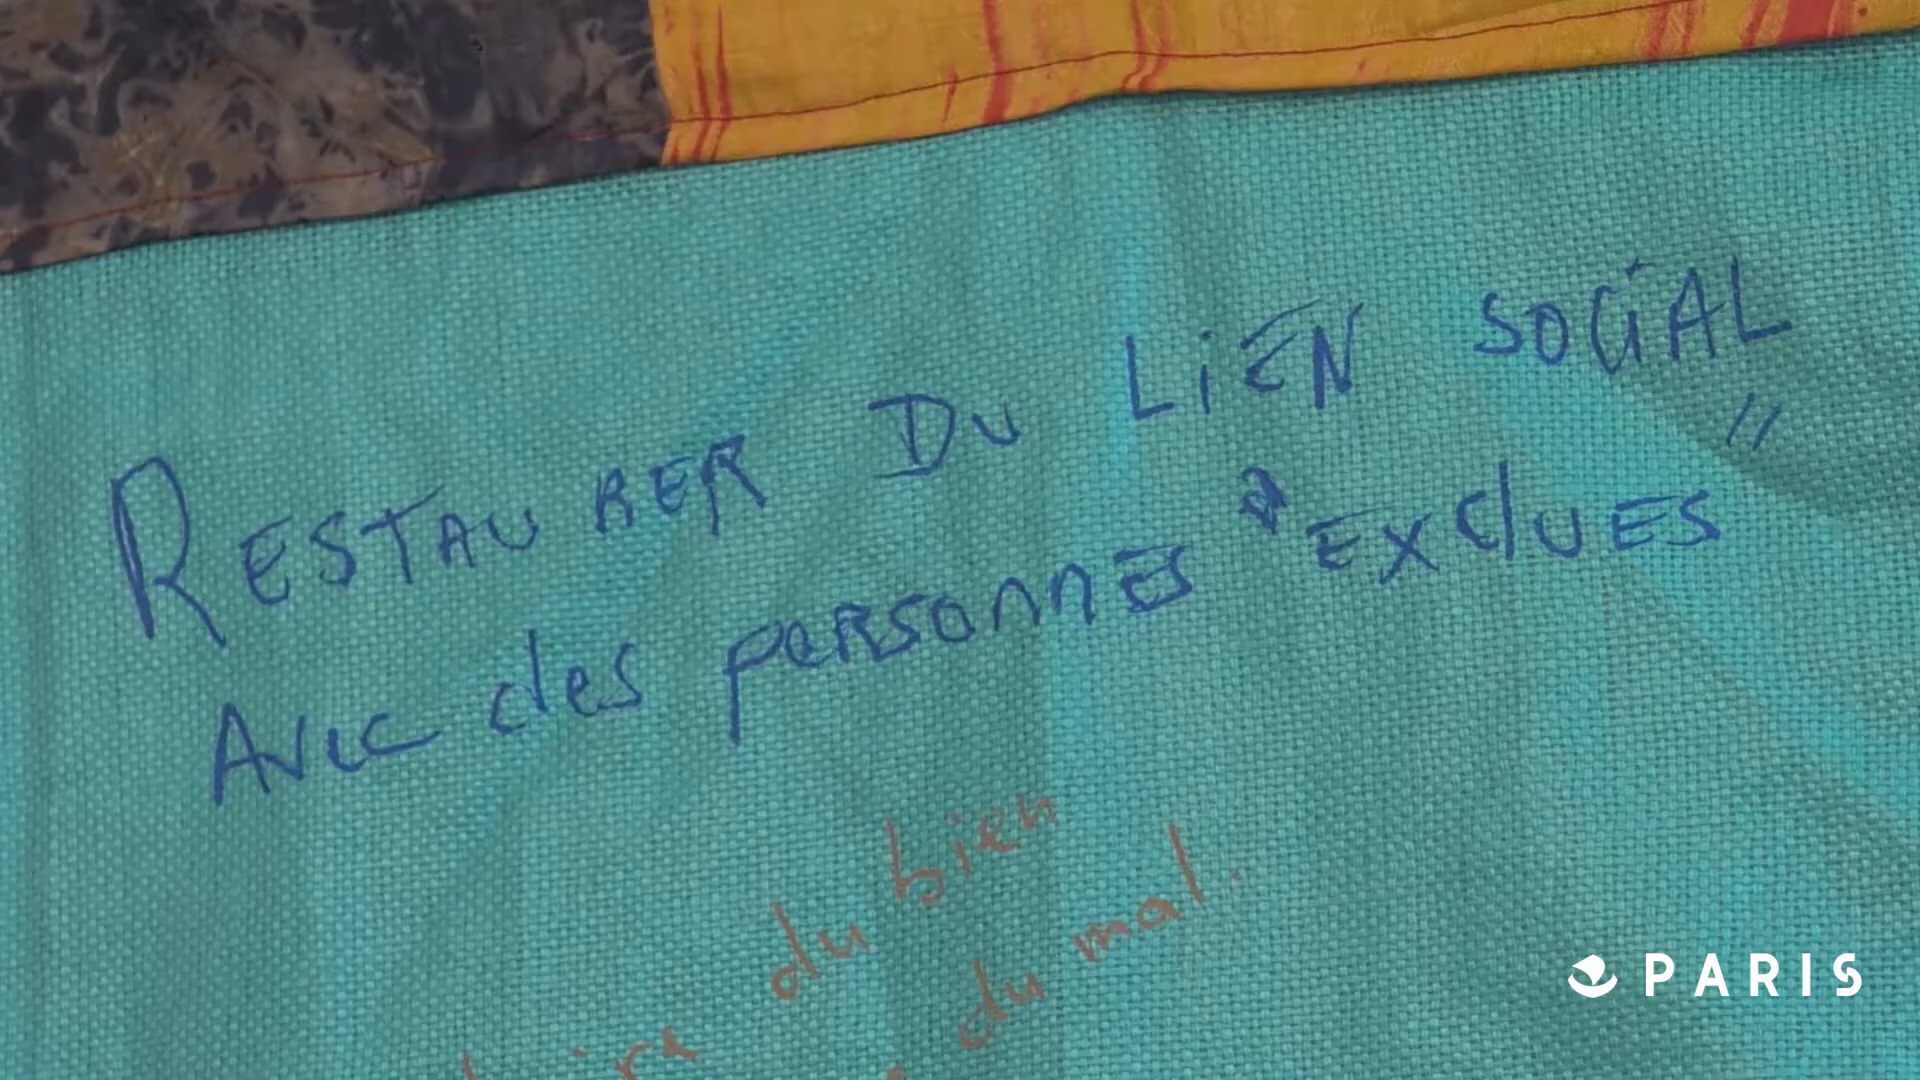 RESTAURER DU LIEN SOCIAL
AVEC des personnes "EXCLUES"
du bien
du mal.
PARIS